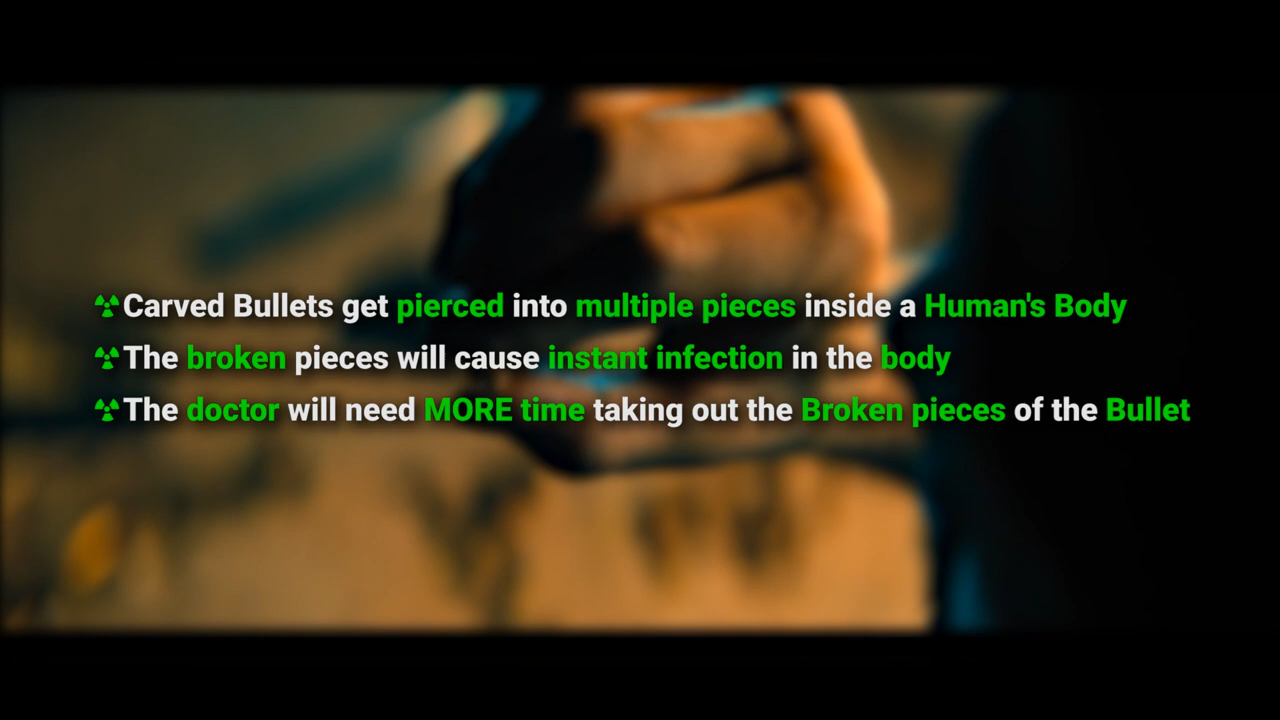 ☢Carved Bullets get pierced into multiple pieces inside a Human's Body
☢The broken pieces will cause instant infection in the body
☢The doctor will need MORE time taking out the Broken pieces of the Bullet